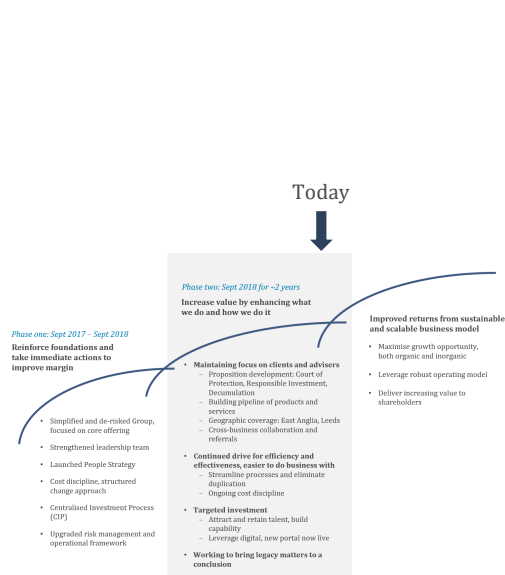 Today
Phase one: Sept 2017 – Sept 2018
Reinforce foundations and
take immediate actions to
improve margin
• Simplified and de-risked Group,
focused on core offering
• Strengthened leadership team
• Launched People Strategy
• Cost discipline, structured
change approach
• Centralised Investment Process
(CIP)
• Upgraded risk management and
operational framework
Phase two: Sept 2018 for ~2 years
Increase value by enhancing what
we do and how we do it
• Maintaining focus on clients and advisers
– Proposition development: Court of
Protection, Responsible Investment,
Decumulation
– Building pipeline of products and
services
– Geographic coverage: East Anglia, Leeds
– Cross-business collaboration and
referrals
• Continued drive for efficiency and
effectiveness, easier to do business with
– Streamline processes and eliminate
duplication
– Ongoing cost discipline
• Targeted investment
– Attract and retain talent, build
capability
– Leverage digital, new portal now live
• Working to bring legacy matters to a
conclusion
Improved returns from sustainable
and scalable business model
• Maximise growth opportunity,
both organic and inorganic
• Leverage robust operating model
• Deliver increasing value to
shareholders